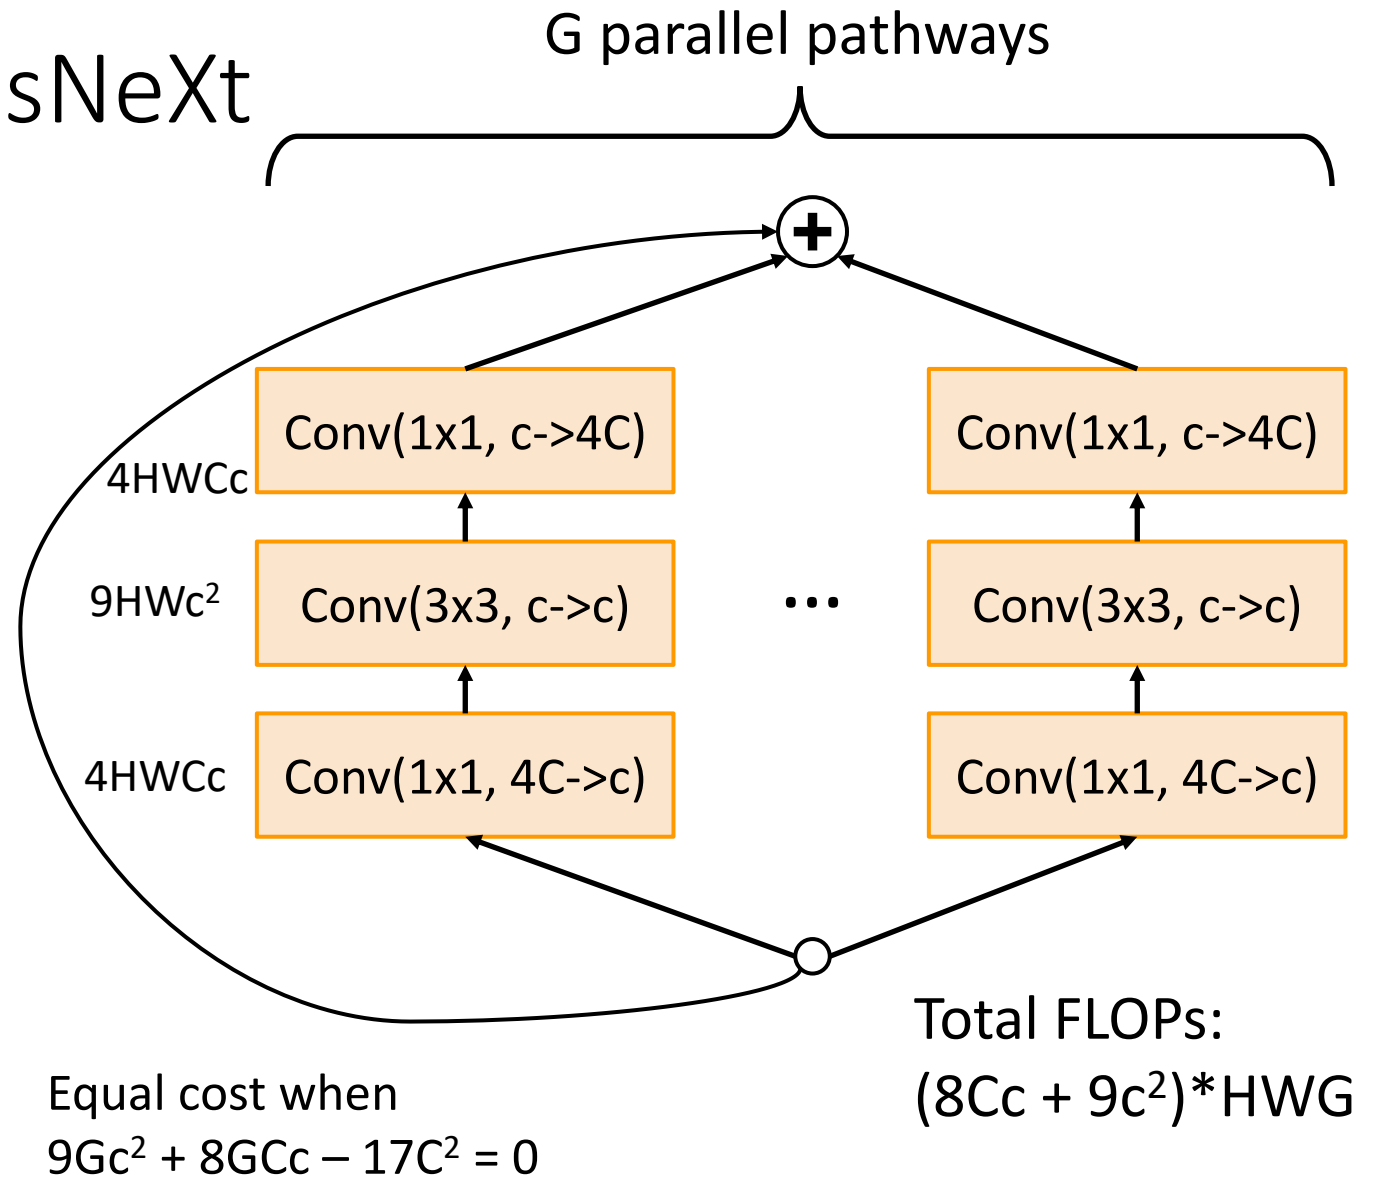 sNeXt
G parallel pathways
+
Conv(1x1, c->4C)
Conv(1x1, c->4C)
4HWCc
9HWc²
Conv(3x3, c->c)
...
Conv(3x3, c->c)
4HWCc
Conv(1x1, 4C->c)
Conv(1x1, 4C->c)
Total FLOPs:
(8Cc + 9c²)*HWG
Equal cost when
9Gc² + 8GCc – 17C² = 0